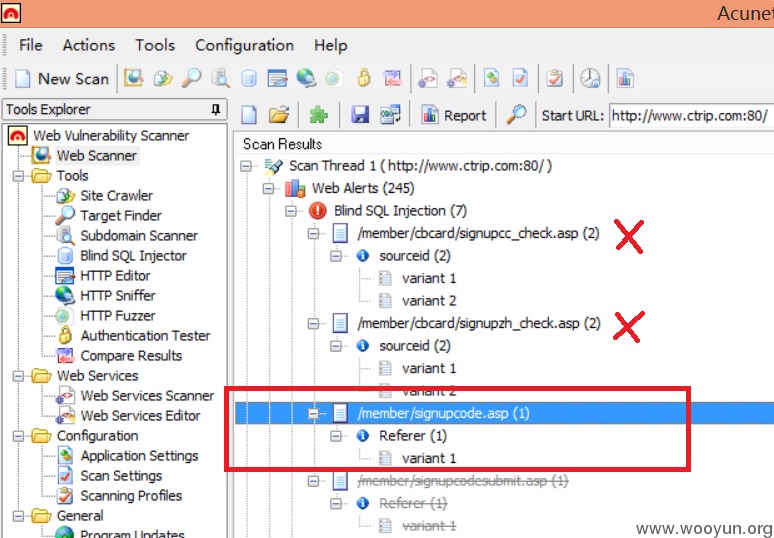 Acunet
File Actions Tools Configuration Help
New Scan
Report Start URL: http://www.ctrip.com:80/
Tools Explorer
Web Vulnerability Scanner
Web Scanner
Tools
Site Crawler
Target Finder
Subdomain Scanner
Blind SQL Injector
HTTP Editor
HTTP Sniffer
HTTP Fuzzer
Authentication Tester
Compare Results
Web Services
Web Services Scanner
Web Services Editor
Configuration
Application Settings
Scan Settings
Scanning Profiles
General
Program Updates
Scan Results
Scan Thread 1 ( http://www.ctrip.com:80/ )
Web Alerts (245)
Blind SQL Injection (7)
/member/cbcard/signupcc_check.asp (2)
sourceid (2)
variant 1
variant 2
/member/cbcard/signupzh_check.asp (2)
sourceid (2)
variant 1
variant 2
/member/signupcode.asp (1)
Referer (1)
variant 1
/member/signupcodesubmit.asp (1)
Referer (1)
variant 1
www.wooyun.org